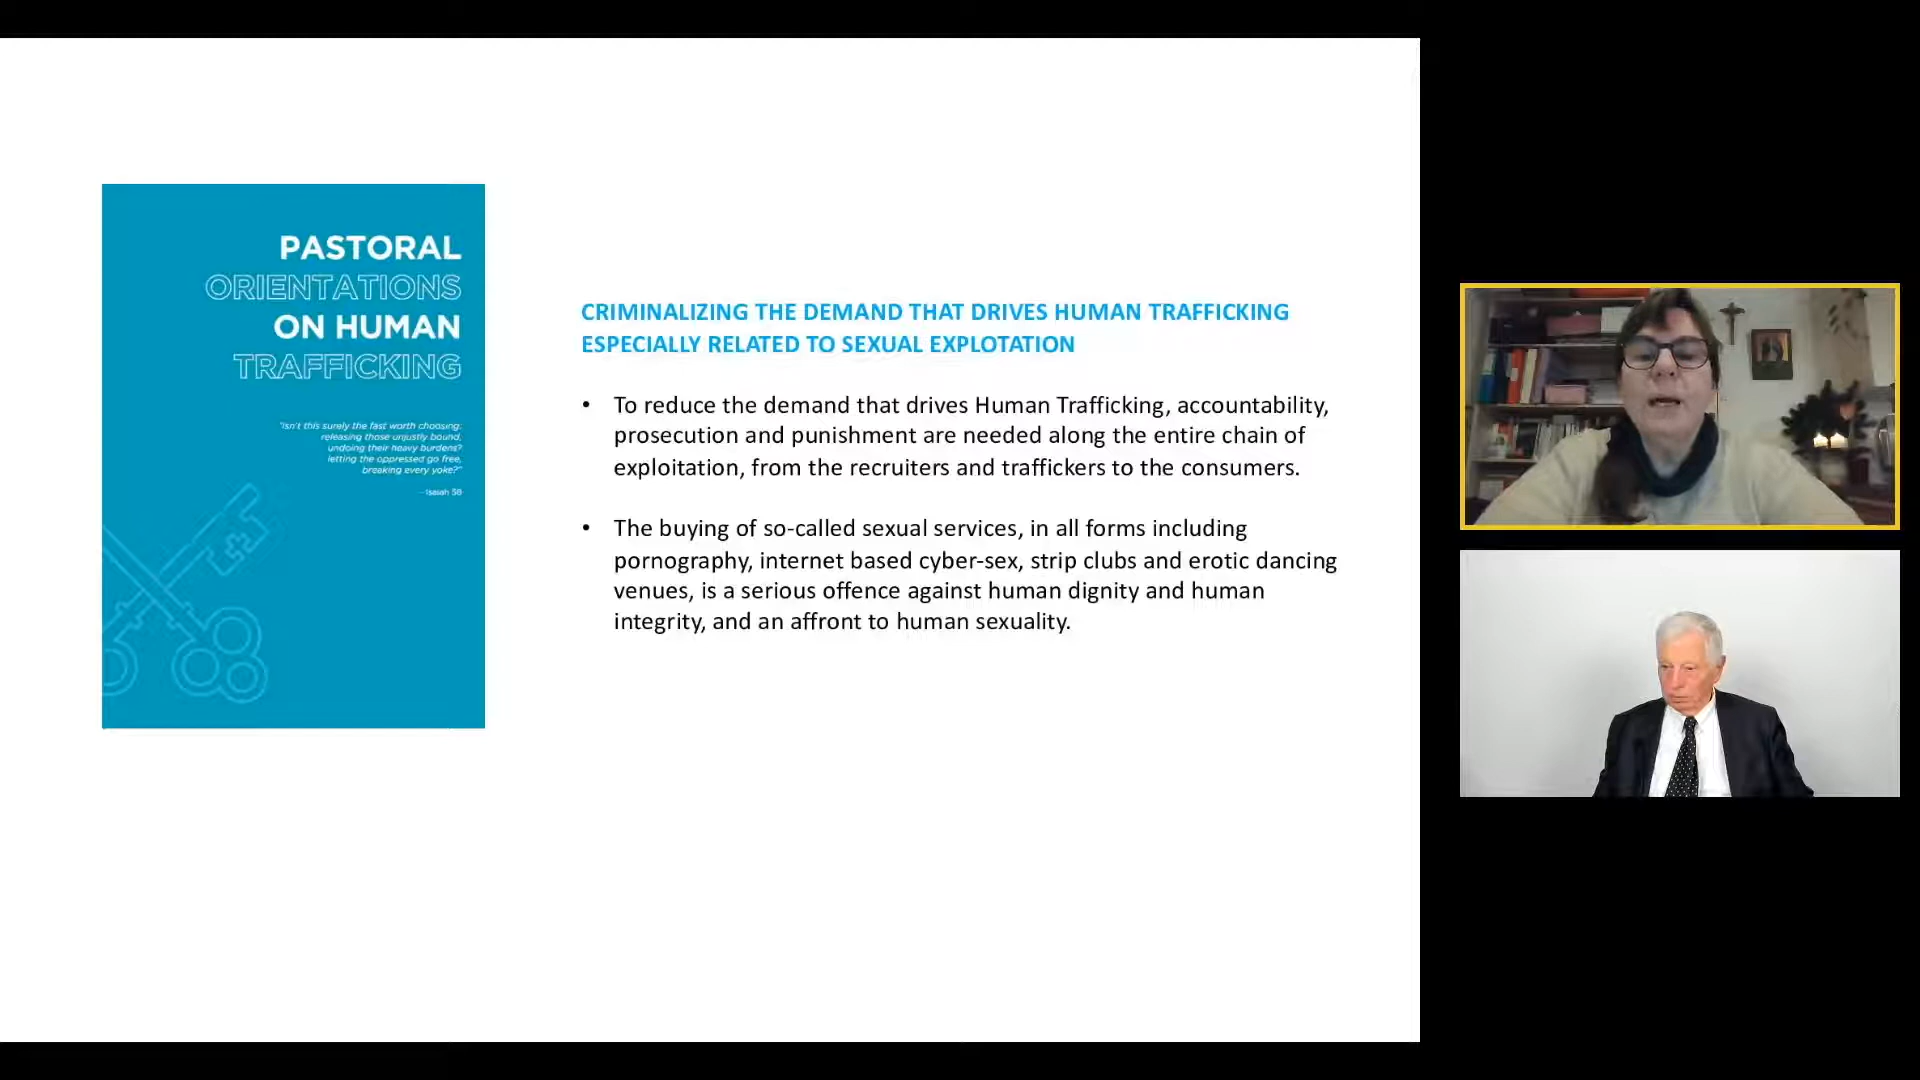 PASTORAL
ORIENTATIONS
ON HUMAN
TRAFFICKING
"Isn't this surely the fast worth choosing:
releasing those unjustly bound,
undoing their heavy burdens?
letting the oppressed go free,
breaking every yoke?"
- Isaiah 58
CRIMINALIZING THE DEMAND THAT DRIVES HUMAN TRAFFICKING
ESPECIALLY RELATED TO SEXUAL EXPLOTATION
• To reduce the demand that drives Human Trafficking, accountability,
prosecution and punishment are needed along the entire chain of
exploitation, from the recruiters and traffickers to the consumers.
• The buying of so-called sexual services, in all forms including
pornography, internet based cyber-sex, strip clubs and erotic dancing
venues, is a serious offence against human dignity and human
integrity, and an affront to human sexuality.